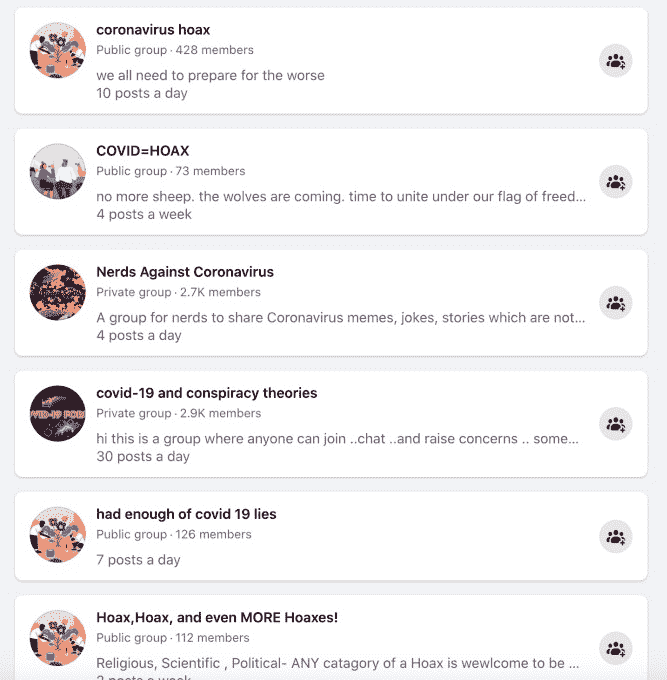 coronavirus hoax
Public group · 428 members
we all need to prepare for the worse
10 posts a day
COVID=HOAX
Public group · 73 members
no more sheep. the wolves are coming. time to unite under our flag of freed...
4 posts a week
Nerds Against Coronavirus
Private group · 2.7K members
A group for nerds to share Coronavirus memes, jokes, stories which are not...
4 posts a day
covid-19 and conspiracy theories
Private group · 2.9K members
hi this is a group where anyone can join ..chat ..and raise concerns .. some...
30 posts a day
had enough of covid 19 lies
Public group · 126 members
7 posts a day
Hoax,Hoax, and even MORE Hoaxes!
Public group · 112 members
Religious, Scientific , Political- ANY catagory of a Hoax is wewlcome to be ...